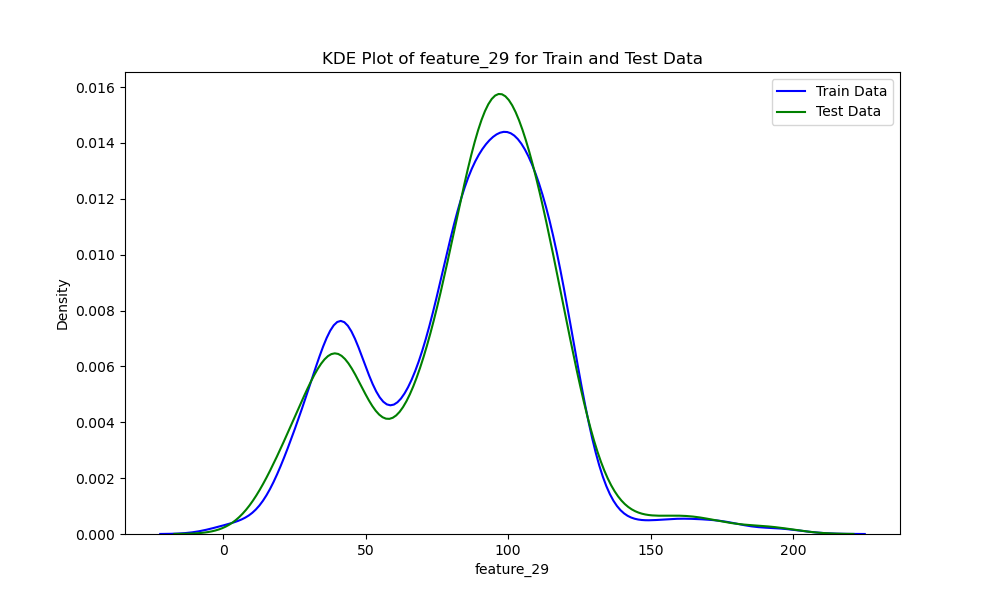 KDE Plot of feature_29 for Train and Test Data
Train Data
Test Data
0.016
0.014
0.012
0.010
0.008
0.006
0.004
0.002
0.000
Density
0 50 100 150 200
feature_29